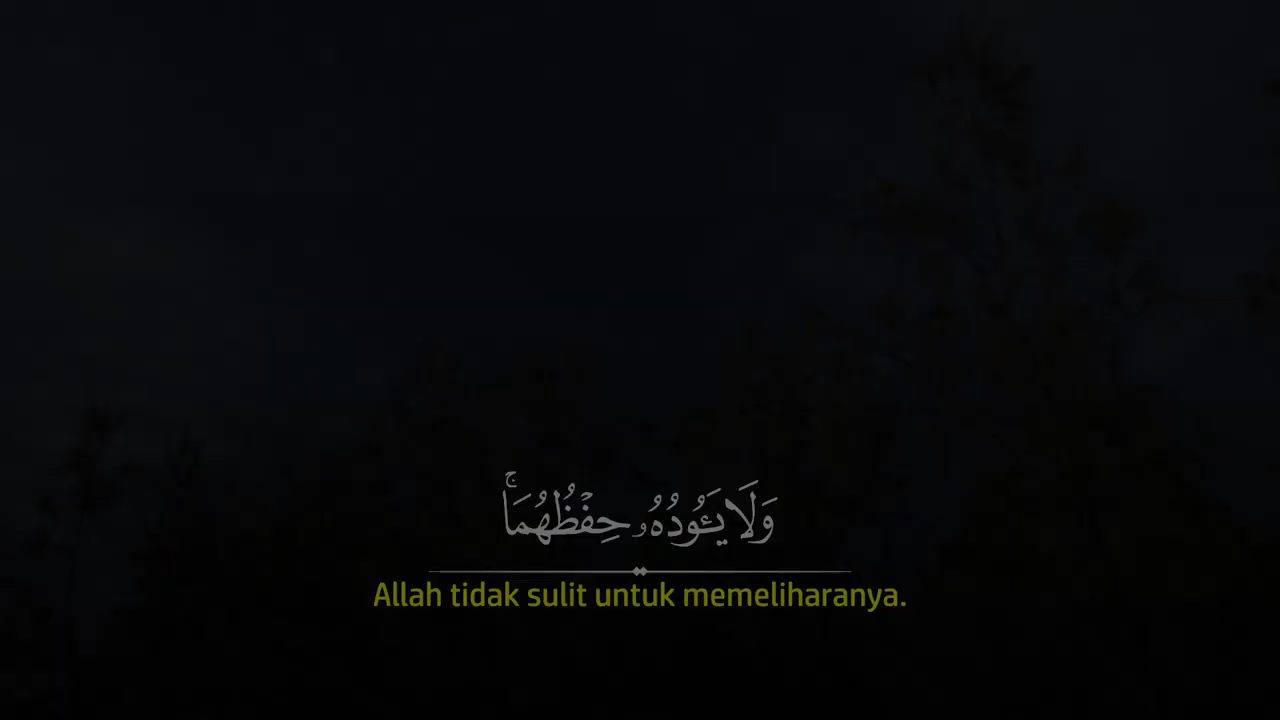 وَلَا يَـُٔودُهُۥ حِفْظُهُمَاۚ
Allah tidak sulit untuk memeliharanya.